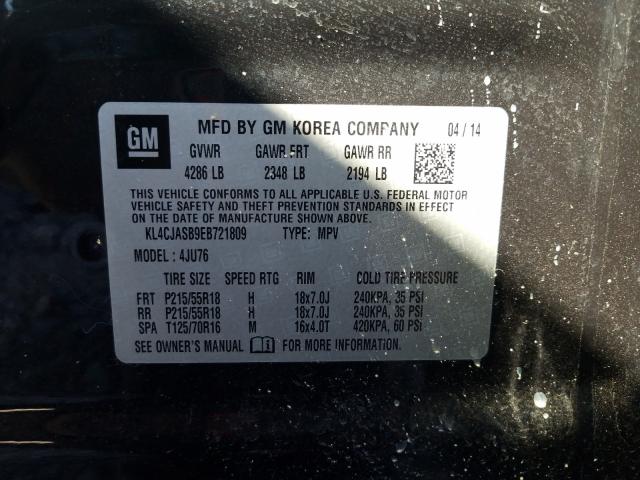 GM
MFD BY GM KOREA COMPANY 04 / 14
GVWR GAWR FRT GAWR RR
4286 LB 2348 LB 2194 LB
THIS VEHICLE CONFORMS TO ALL APPLICABLE U.S. FEDERAL MOTOR
VEHICLE SAFETY AND THEFT PREVENTION STANDARDS IN EFFECT
ON THE DATE OF MANUFACTURE SHOWN ABOVE.
KL4CJASB9EB721809 TYPE: MPV
MODEL : 4JU76
TIRE SIZE SPEED RTG RIM COLD TIRE PRESSURE
FRT P215/55R18 H 18x7.0J 240KPA, 35 PSI
RR P215/55R18 H 18x7.0J 240KPA, 35 PSI
SPA T125/70R16 M 16x4.0T 420KPA, 60 PSI
SEE OWNER'S MANUAL FOR MORE INFORMATION.